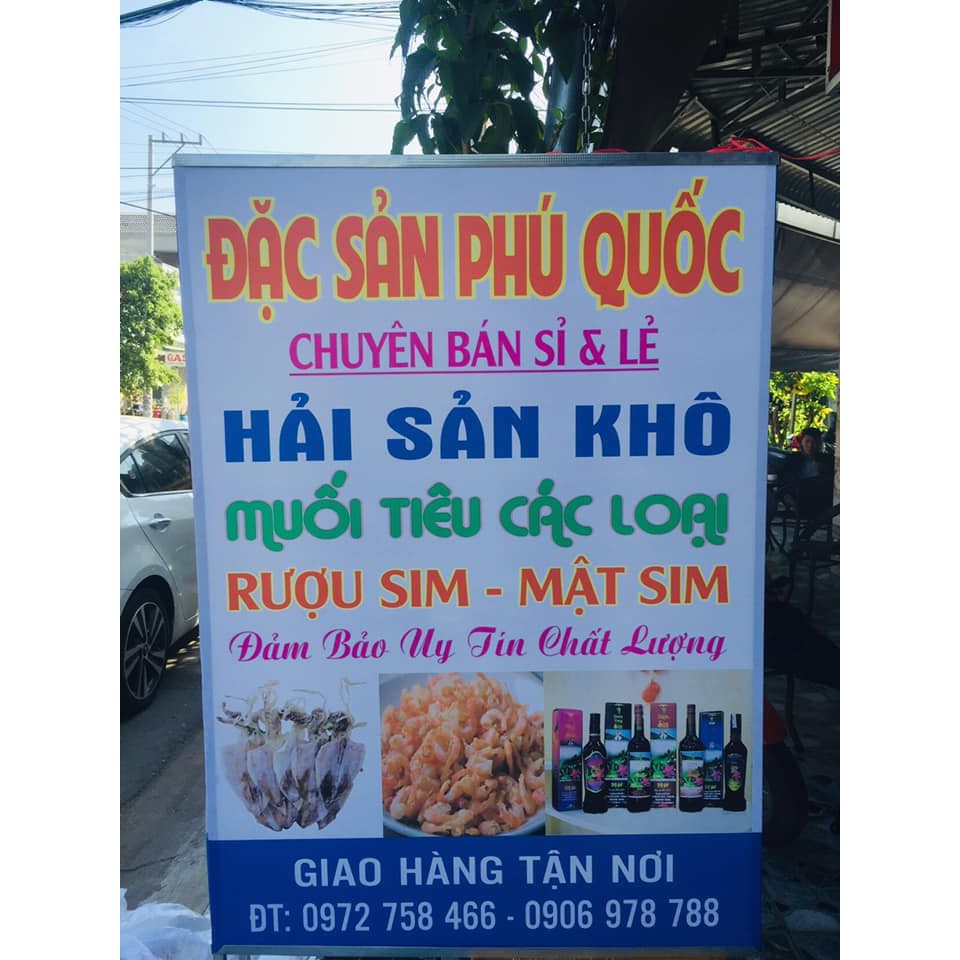 ĐẶC SẢN PHÚ QUỐC
CHUYÊN BÁN SỈ & LẺ
HẢI SẢN KHÔ
MUỐI TIÊU CÁC LOẠI
RƯỢU SIM - MẬT SIM
Đảm Bảo Uy Tín Chất Lượng
GIAO HÀNG TẬN NƠI
ĐT: 0972 758 466 - 0906 978 788
GAS